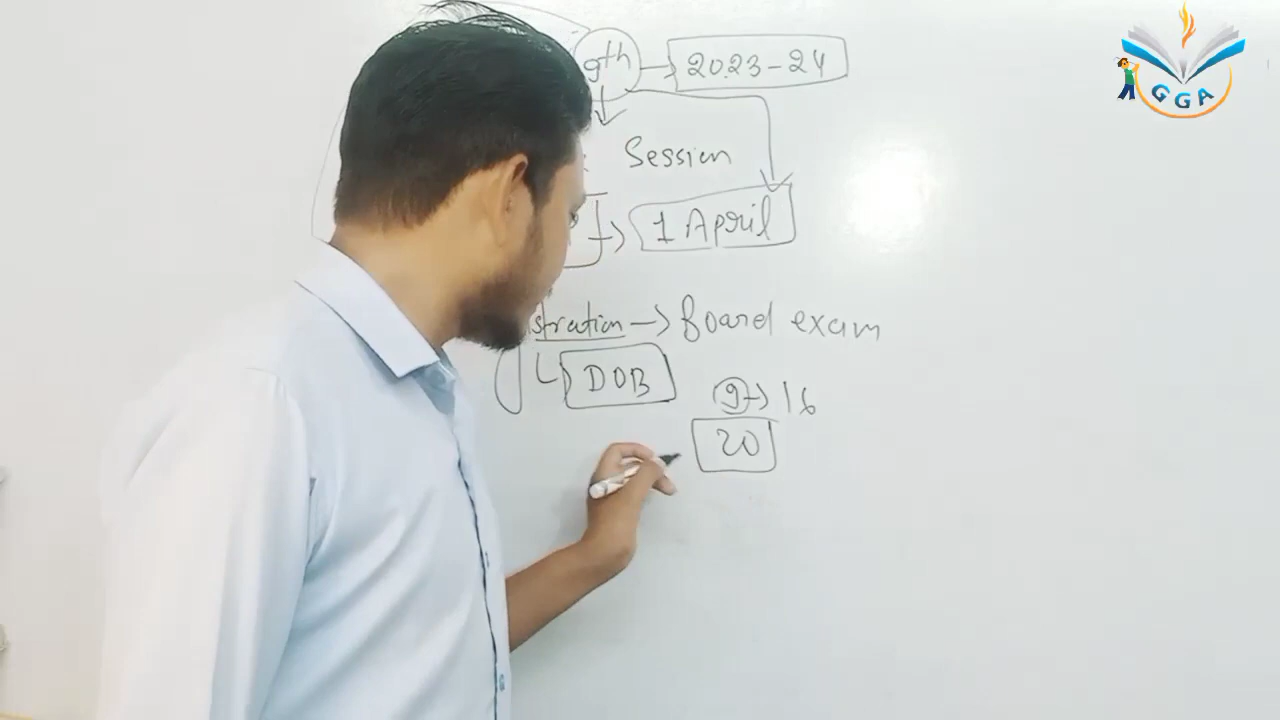 9th → 2023-24
GGA
Session
→ 1 April
stration → Board exam
DOB
9 → 16
20